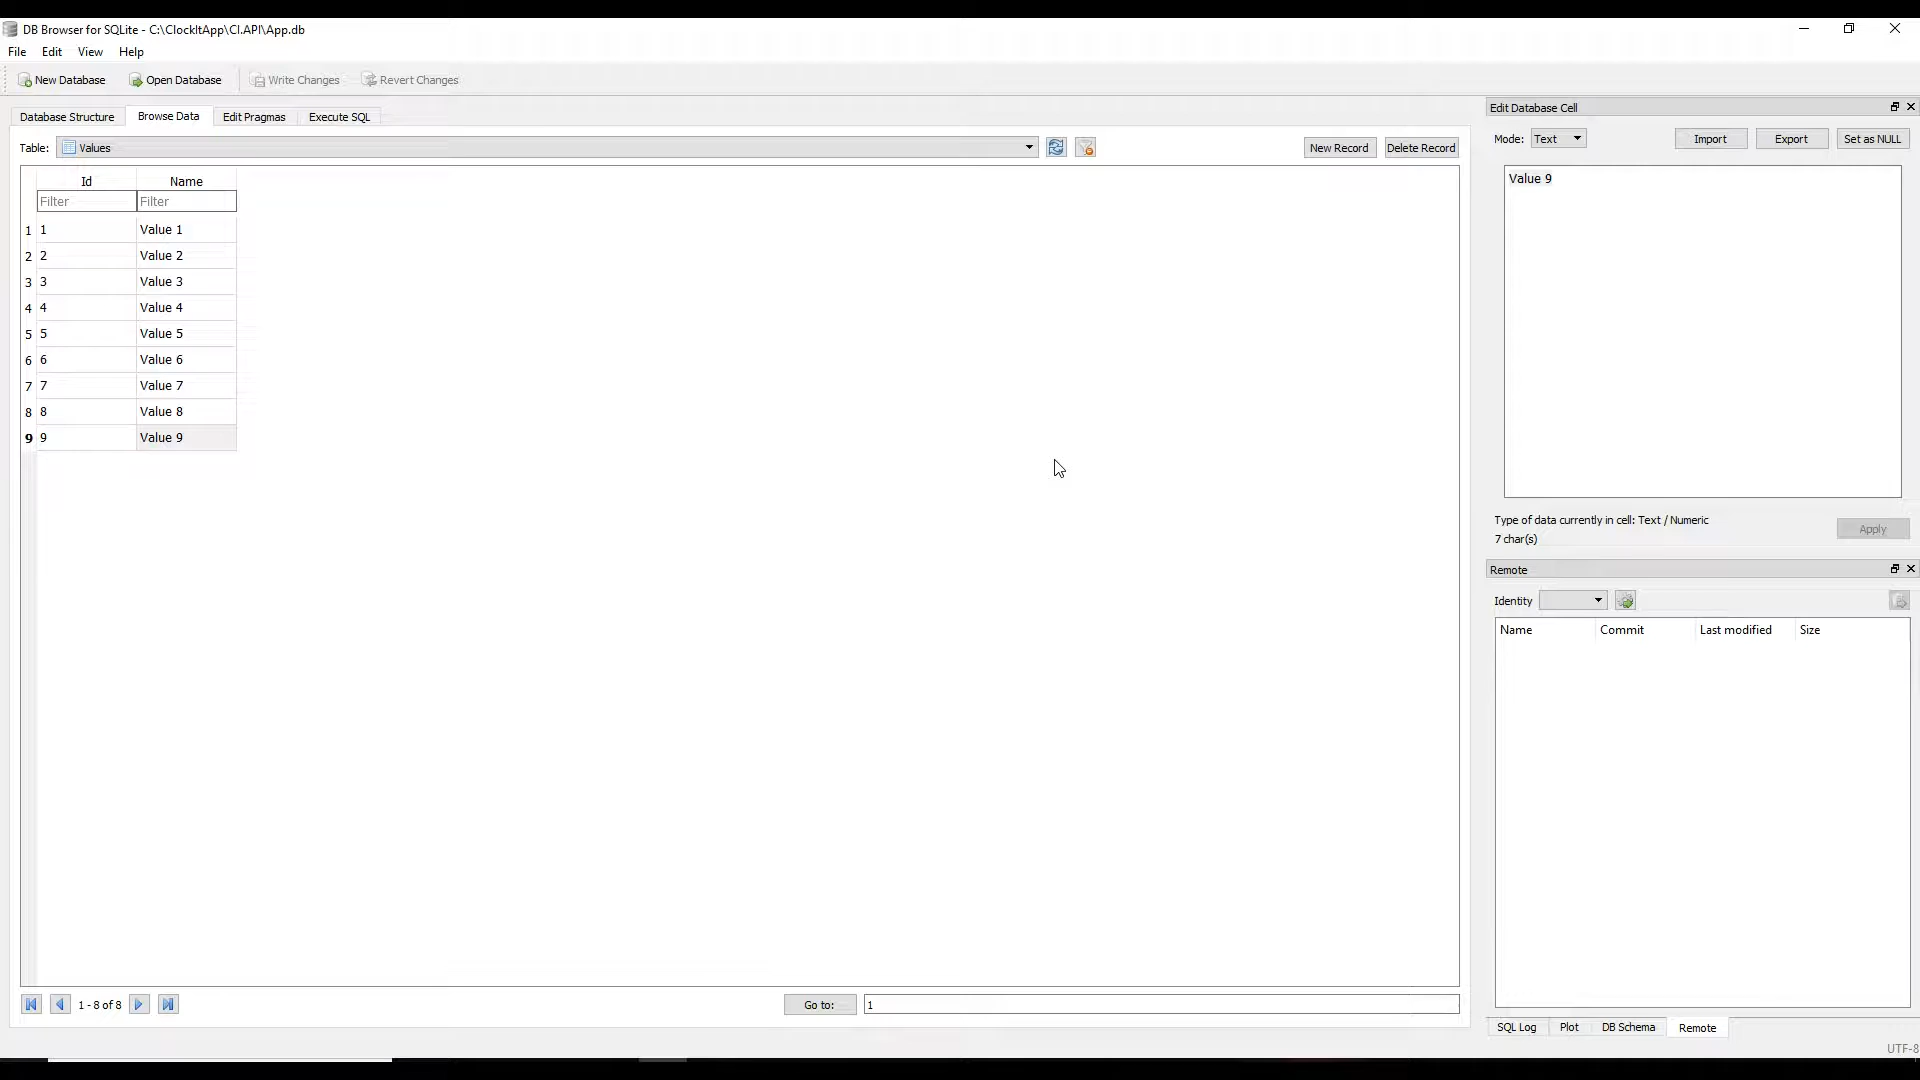 DB Browser for SQLite - C:\ClockItApp\CI.API\App.db
File Edit View Help
New Database Open Database Write Changes Revert Changes
Database Structure Browse Data Edit Pragmas Execute SQL
Table: Values New Record Delete Record
Id Name
Filter Filter
1 1 Value 1
2 2 Value 2
3 3 Value 3
4 4 Value 4
5 5 Value 5
6 6 Value 6
7 7 Value 7
8 8 Value 8
9 9 Value 9
1 - 8 of 8 Go to: 1
Edit Database Cell
Mode: Text Import Export Set as NULL
Value 9
Type of data currently in cell: Text / Numeric
7 char(s)
Apply
Remote
Identity
Name Commit Last modified Size
SQL Log Plot DB Schema Remote
UTF-8